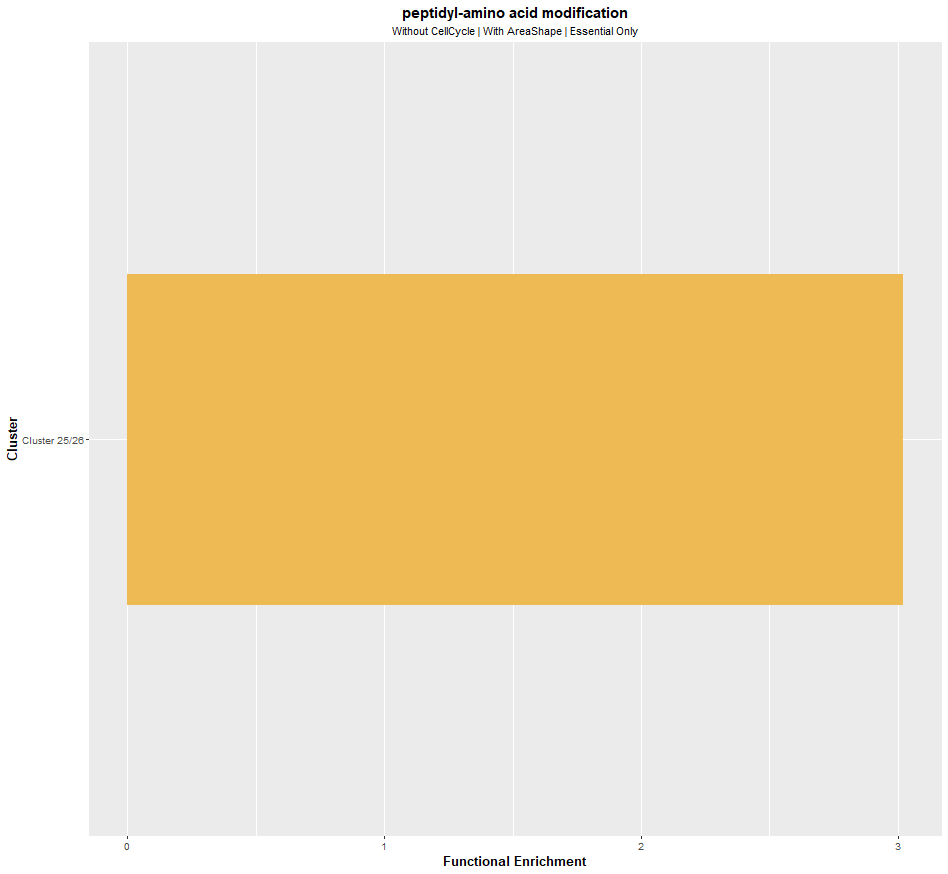 peptidyl-amino acid modification
Without CellCycle | With AreaShape | Essential Only
Cluster
Cluster 25/26
0 1 2 3
Functional Enrichment